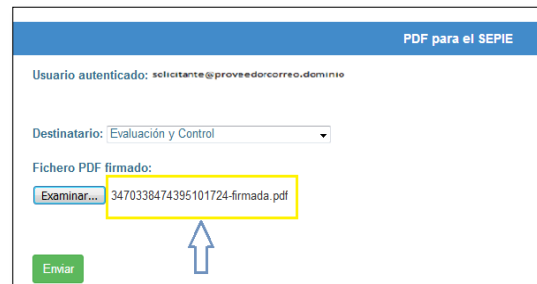 PDF para el SEPIE
Usuario autenticado: solicitante@proveedorcorreo.dominio
Destinatario: Evaluación y Control
Fichero PDF firmado:
Examinar... 3470338474395101724-firmada.pdf
Enviar